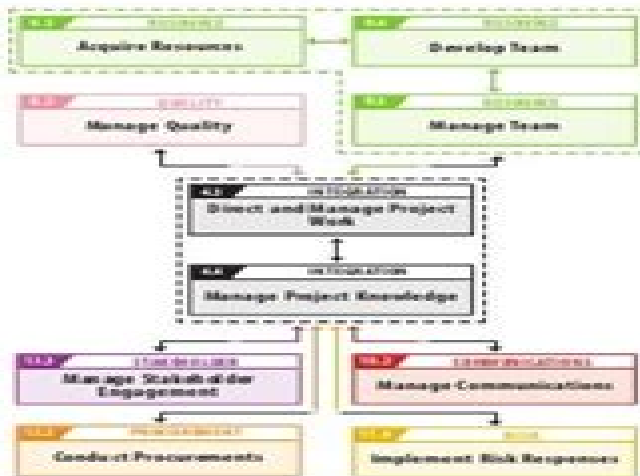 RESOURCE
Acquire Resources
RESOURCE
Develop Team
QUALITY
Manage Quality
RESOURCE
Manage Team
INTEGRATION
Direct and Manage Project
Work
INTEGRATION
Manage Project Knowledge
STAKEHOLDER
Manage Stakeholder
Engagement
COMMUNICATIONS
Manage Communications
PROCUREMENT
Conduct Procurements
RISK
Implement Risk Responses